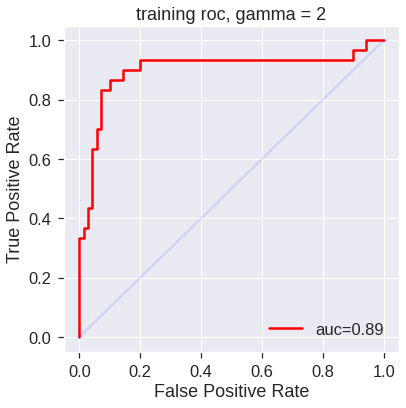 training roc, gamma = 2
True Positive Rate
1.0
0.8
0.6
0.4
0.2
0.0
auc=0.89
0.0 0.2 0.4 0.6 0.8 1.0
False Positive Rate